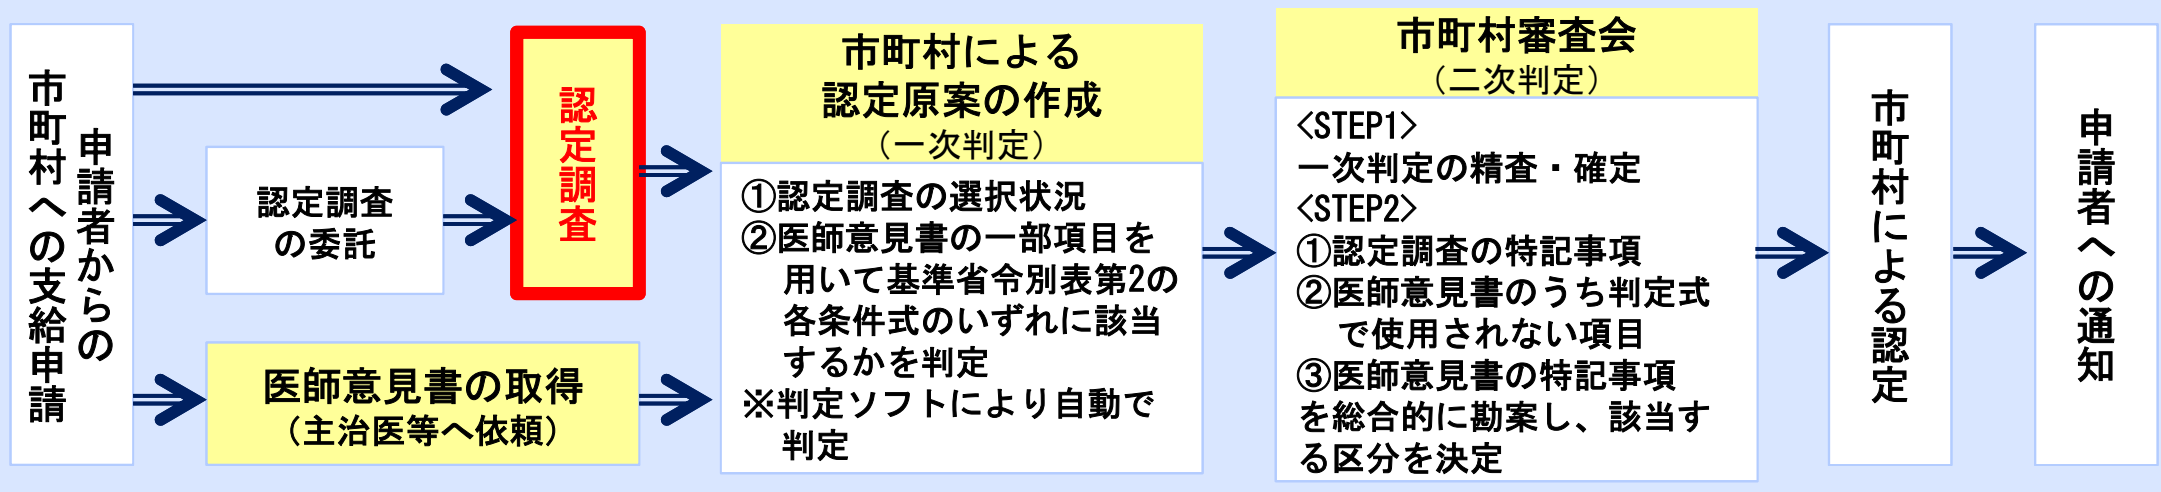 申請者からの
市町村への支給申請
認定調査
の委託
認定調査
医師意見書の取得
（主治医等へ依頼）
市町村による
認定原案の作成
（一次判定）
①認定調査の選択状況
②医師意見書の一部項目を
用いて基準省令別表第2の
各条件式のいずれに該当
するかを判定
※判定ソフトにより自動で
判定
市町村審査会
（二次判定）
<STEP1>
一次判定の精査・確定
<STEP2>
①認定調査の特記事項
②医師意見書のうち判定式
で使用されない項目
③医師意見書の特記事項
を総合的に勘案し、該当す
る区分を決定
市町村による認定
申請者への通知